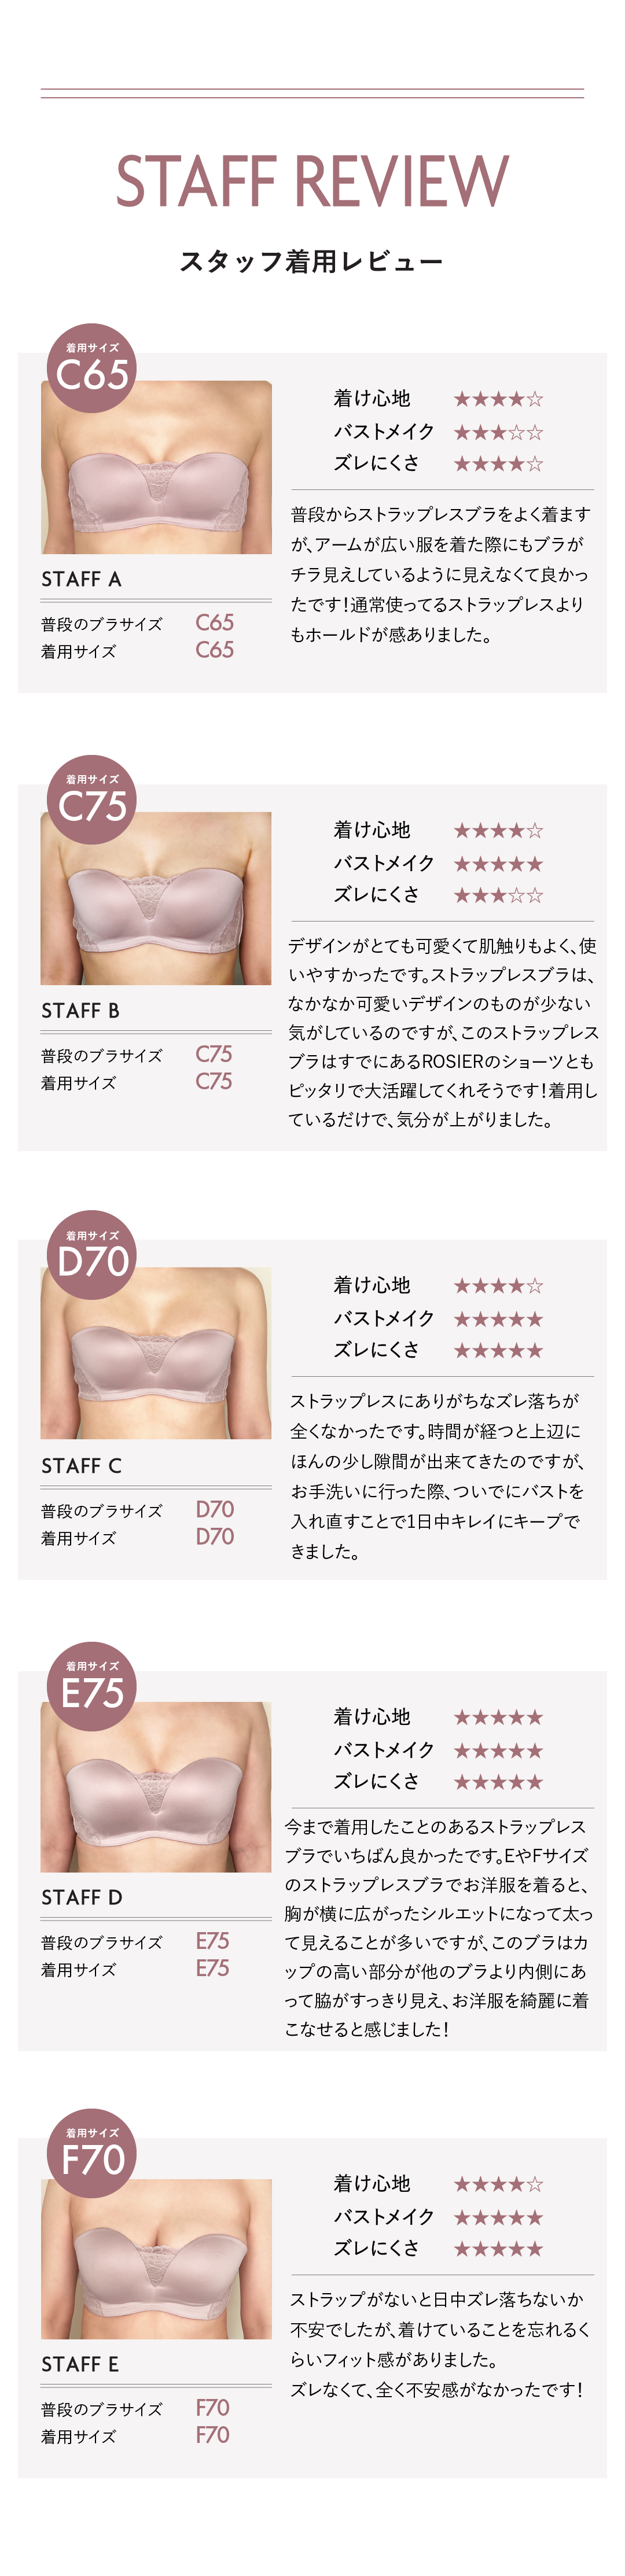 STAFF REVIEW
スタッフ着用レビュー
着用サイズ
C65
着け心地 ★★★★☆
バストメイク ★★★☆☆
ズレにくさ ★★★★☆
普段からストラップレスブラをよく着ます
が、アームが広い服を着た際にもブラが
チラ見えしているように見えなくて良かっ
たです！通常使ってるストラップレスより
もホールドが感ありました。
STAFF A
普段のブラサイズ C65
着用サイズ C65
着用サイズ
C75
着け心地 ★★★★☆
バストメイク ★★★★★
ズレにくさ ★★★☆☆
デザインがとても可愛くて肌触りもよく、使
いやすかったです。ストラップレスブラは、
なかなか可愛いデザインのものが少ない
気がしているのですが、このストラップレス
ブラはすでにあるROSIERのショーツとも
ピッタリで大活躍してくれそうです！着用し
ているだけで、気分が上がりました。
STAFF B
普段のブラサイズ C75
着用サイズ C75
着用サイズ
D70
着け心地 ★★★★☆
バストメイク ★★★★★
ズレにくさ ★★★★★
ストラップレスにありがちなズレ落ちが
全くなかったです。時間が経つと上辺に
ほんの少し隙間が出来てきたのですが、
お手洗いに行った際、ついでにバストを
入れ直すことで1日中キレイにキープで
きました。
STAFF C
普段のブラサイズ D70
着用サイズ D70
着用サイズ
E75
着け心地 ★★★★★
バストメイク ★★★★★
ズレにくさ ★★★★★
今まで着用したことのあるストラップレス
ブラでいちばん良かったです。EやFサイズ
のストラップレスブラでお洋服を着ると、
胸が横に広がったシルエットになって太っ
て見えることが多いですが、このブラはカ
ップの高い部分が他のブラより内側にあ
って脇がすっきり見え、お洋服を綺麗に着
こなせると感じました！
STAFF D
普段のブラサイズ E75
着用サイズ E75
着用サイズ
F70
着け心地 ★★★★☆
バストメイク ★★★★★
ズレにくさ ★★★★★
ストラップがないと日中ズレ落ちないか
不安でしたが、着けていることを忘れるく
らいフィット感がありました。
ズレなくて、全く不安感がなかったです！
STAFF E
普段のブラサイズ F70
着用サイズ F70